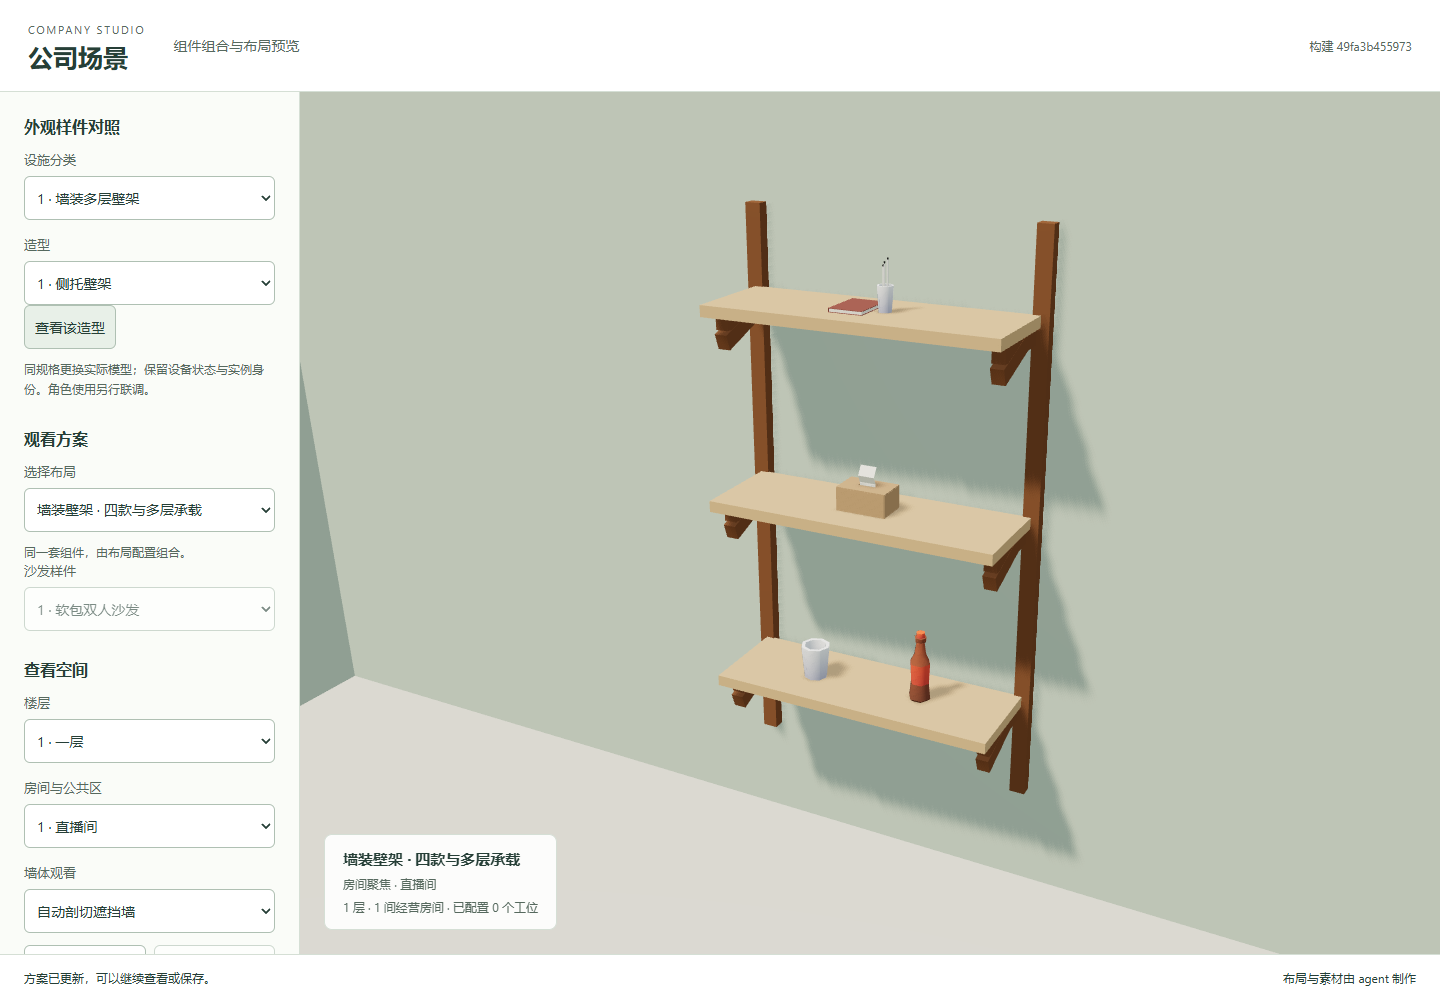 COMPANY STUDIO
公司场景
组件组合与布局预览
构建 49fa3b455973
外观样件对照
设施分类
1 · 墙装多层壁架
造型
1 · 侧托壁架
查看该造型
同规格更换实际模型；保留设备状态与实例身
份。角色使用另行联调。
观看方案
选择布局
墙装壁架 · 四款与多层承载
同一套组件，由布局配置组合。
沙发样件
1 · 软包双人沙发
查看空间
楼层
1 · 一层
房间与公共区
1 · 直播间
墙体观看
自动剖切遮挡墙
墙装壁架 · 四款与多层承载
房间聚焦 · 直播间
1 层 · 1 间经营房间 · 已配置 0 个工位
方案已更新，可以继续查看或保存。
布局与素材由 agent 制作